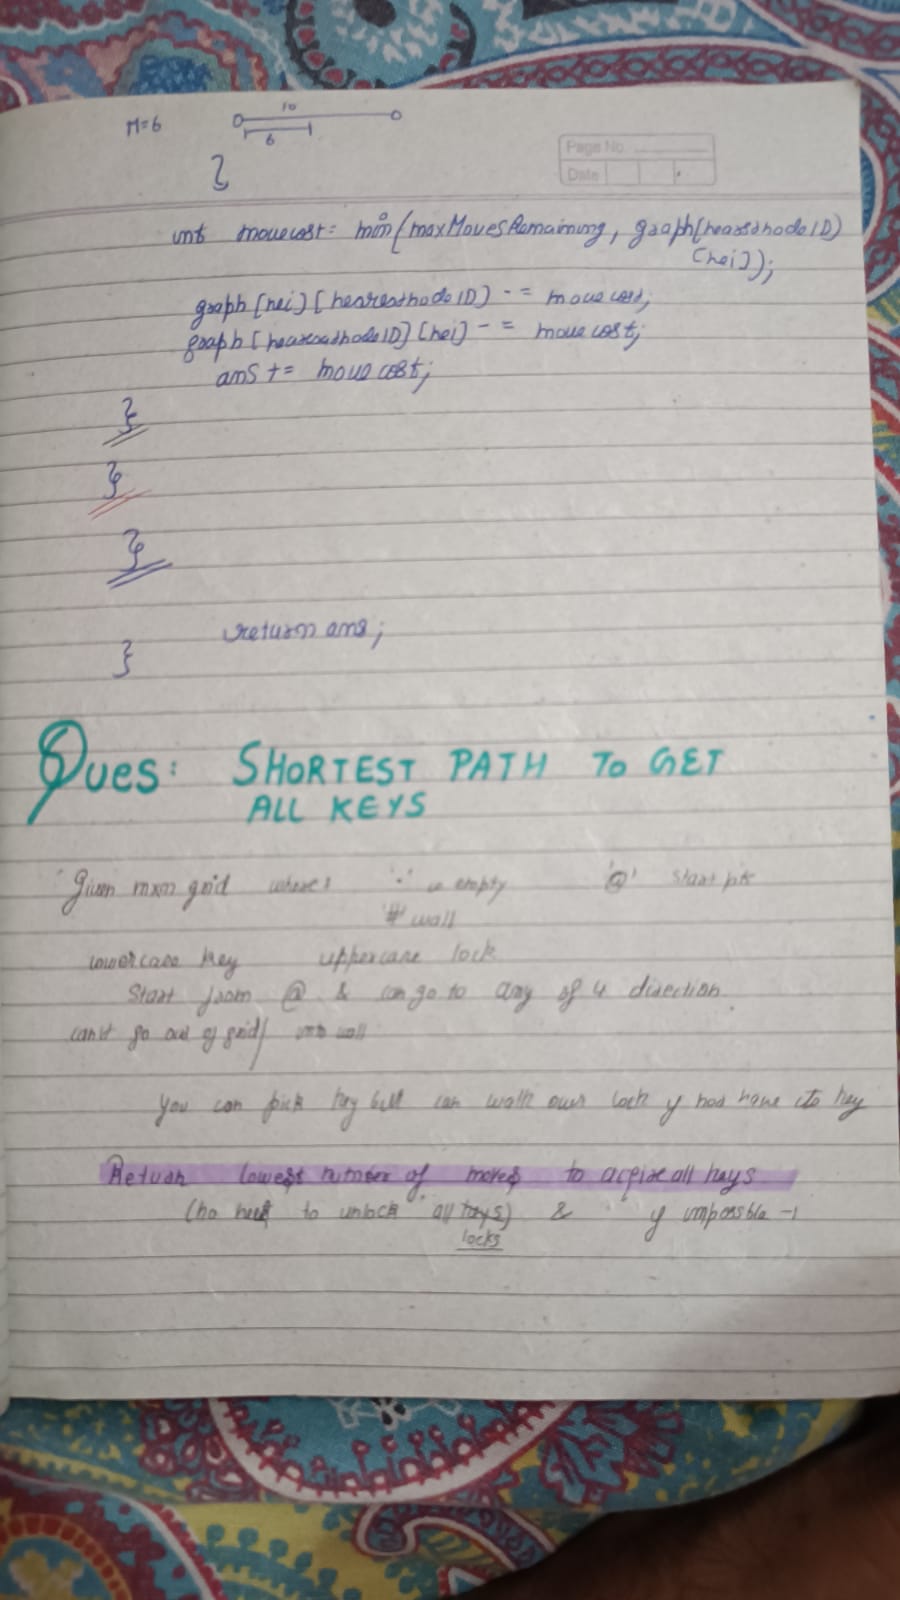 M=6
10
6
}
Page No.
Date
int movecost = min(maxMovesRemaining, graph[nearestnodeID]
[nei]);
graph[nei][nearestnodeID] -= movecost;
graph[nearestnodeID][nei] -= movecost;
ans += movecost;
}
}
}
return ans;
}
Ques: SHORTEST PATH TO GET
ALL KEYS
Given mxn grid where '.' is empty '@' start pt
'#' wall
lowercase key uppercase lock
Start from @ & can go to any of 4 direction
can't go out of grid/ into wall
You can pick key but can walk over lock if have its key
Return lowest number of moves to all keys
(no need to unlock all keys) & if impossible -1
locks